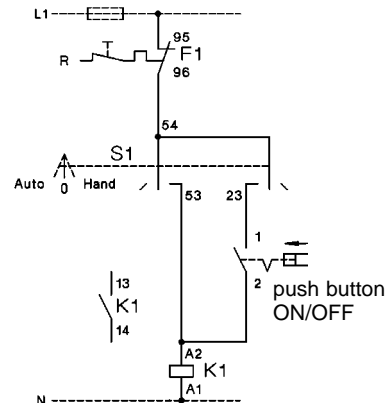 L1
95
F1
R
96
54
S1
Auto 0 Hand
53 23
1
2
push button
ON/OFF
13
K1
14
A2
K1
A1
N